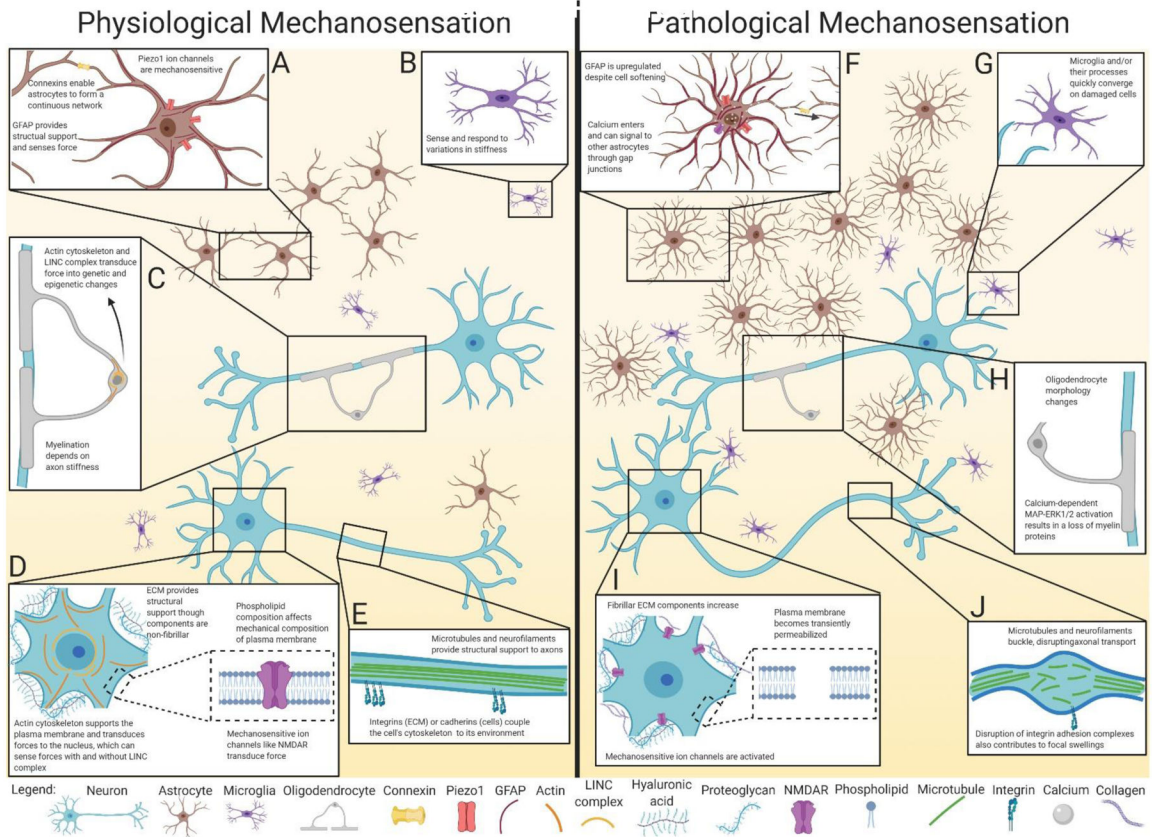 Physiological Mechanosensation
Pathological Mechanosensation
A
Piezo1 ion channels
are mechanosensitive
Connexins enable
astrocytes to form a
continuous network
GFAP provides
structual support
and senses force
B
Sense and respond to
variations in stiffness
C
Actin cytoskeleton and
LINC complex transduce
force into genetic and
epigenetic changes
Myelination
depends on
axon stiffness
D
ECM provides
structural
support though
components are
non-fibrillar
Phospholipid
composition affects
mechanical composition
of plasma membrane
Actin cytoskeleton supports the
plasma membrane and transduces
forces to the nucleus, which can
sense forces with and without LINC
complex
Mechanosensitive ion
channels like NMDAR
transduce force
E
Microtubules and neurofilaments
provide structural support to axons
Integrins (ECM) or cadherins (cells) couple
the cell's cytoskeleton to its environment
F
GFAP is upregulated
despite cell softening
Calcium enters
and can signal to
other astrocytes
through gap
junctions
G
Microglia and/or
their processes
quickly converge
on damaged cells
H
Oligodendrocyte
morphology
changes
Calcium-dependent
MAP-ERK1/2 activation
results in a loss of myelin
proteins
I
Fibrillar ECM components increase
Plasma membrane
becomes transiently
permeabilized
Mechanosensitive ion channels are activated
J
Microtubules and neurofilaments
buckle, disruptingaxonal transport
Disruption of integrin adhesion complexes
also contributes to focal swellings
Legend:
Neuron
Astrocyte
Microglia
Oligodendrocyte
Connexin
Piezo1
GFAP
Actin
LINC
complex
Hyaluronic
acid
Proteoglycan
NMDAR
Phospholipid
Microtubule
Integrin
Calcium
Collagen